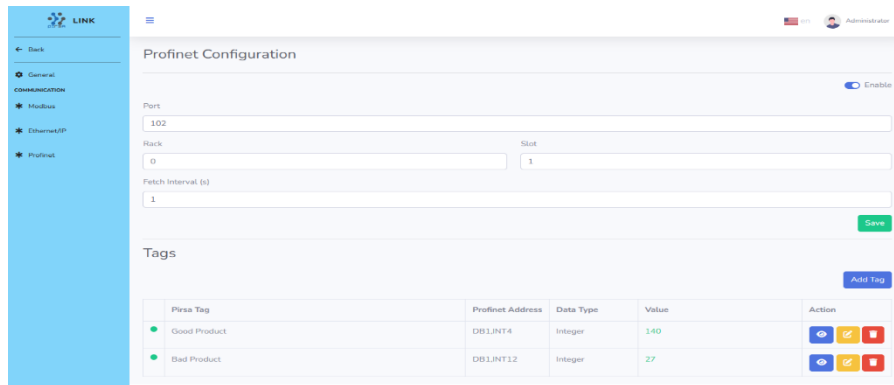 LINK
en
Administrator
Back
Profinet Configuration
General
Enable
COMMUNICATION
Modbus
Port
102
Ethernet/IP
Rack
Slot
Profinet
0
1
Fetch Interval (s)
1
Save
Tags
Add Tag
Pirsa Tag Profinet Address Data Type Value Action
Good Product DB1,INT4 Integer 140
Bad Product DB1,INT12 Integer 27